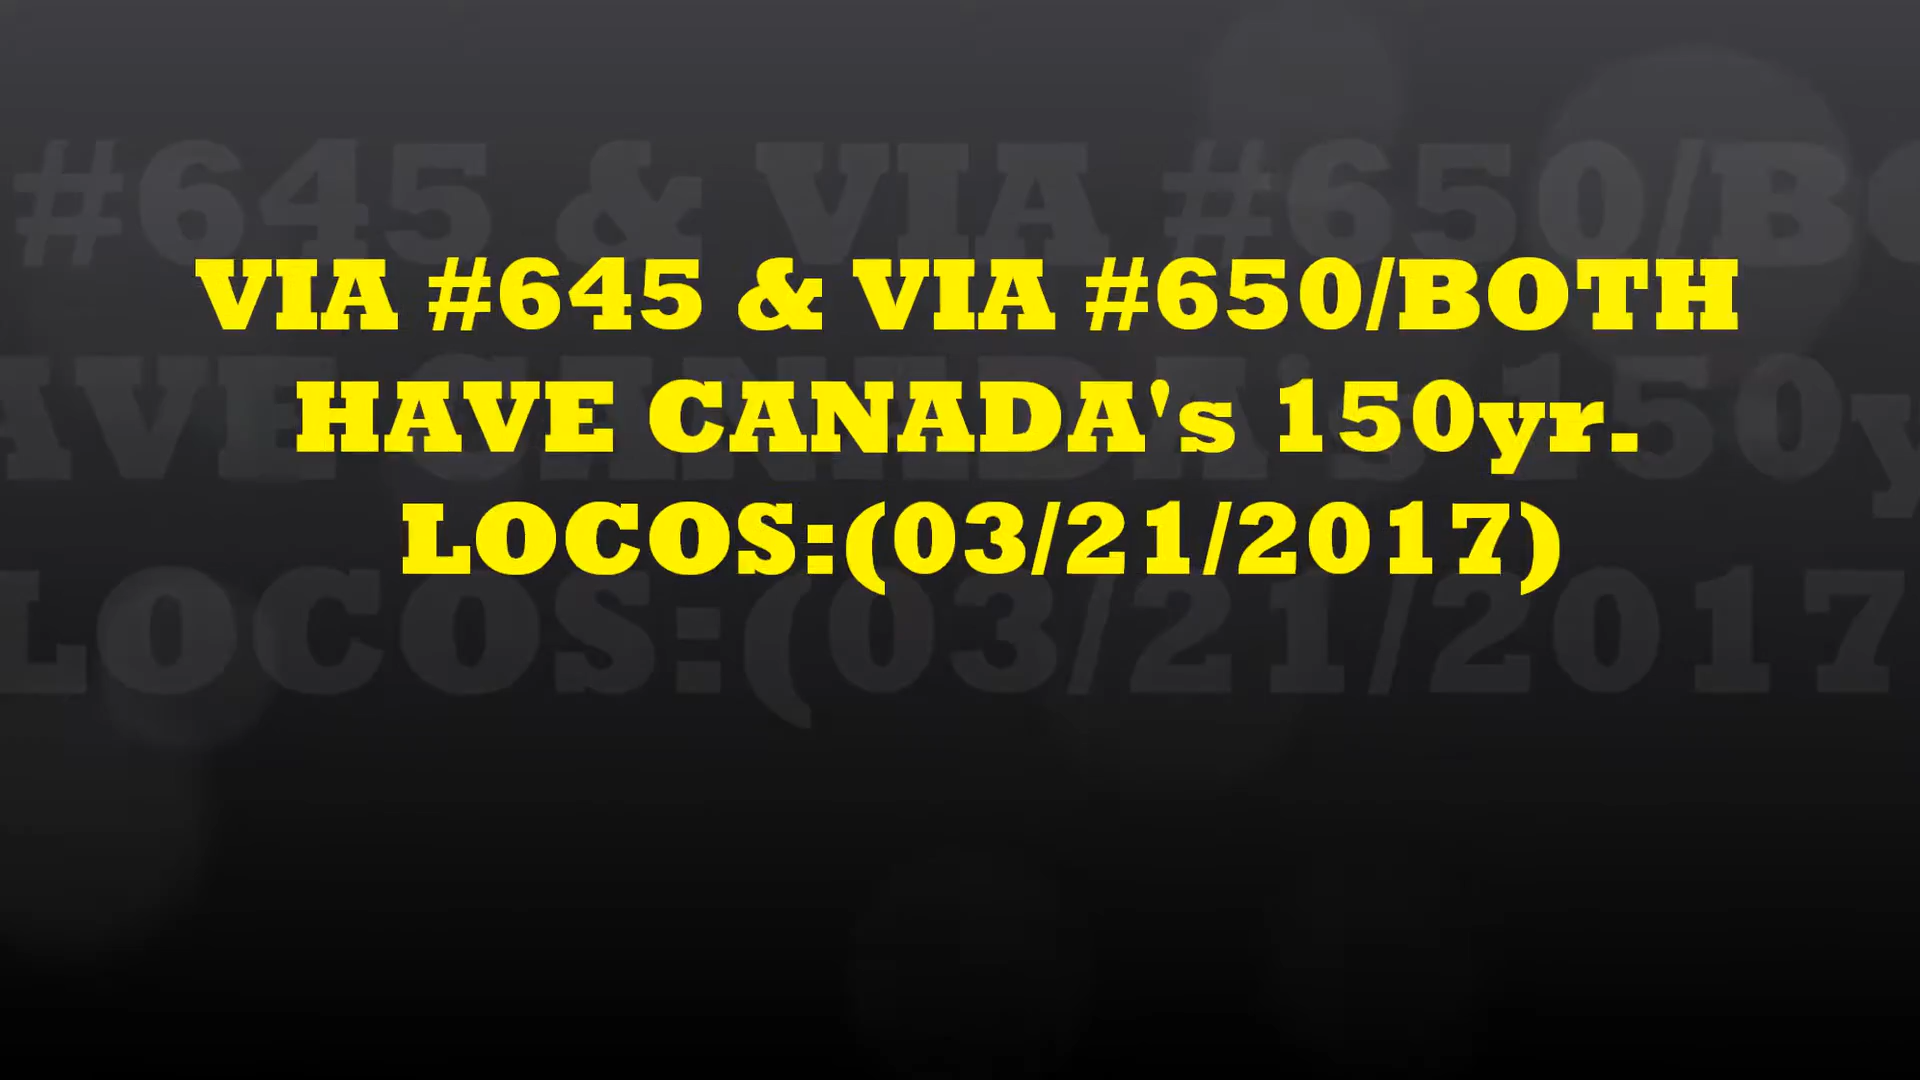 VIA #645 & VIA #650/BOTH
HAVE CANADA's 150yr.
LOCOS:(03/21/2017)